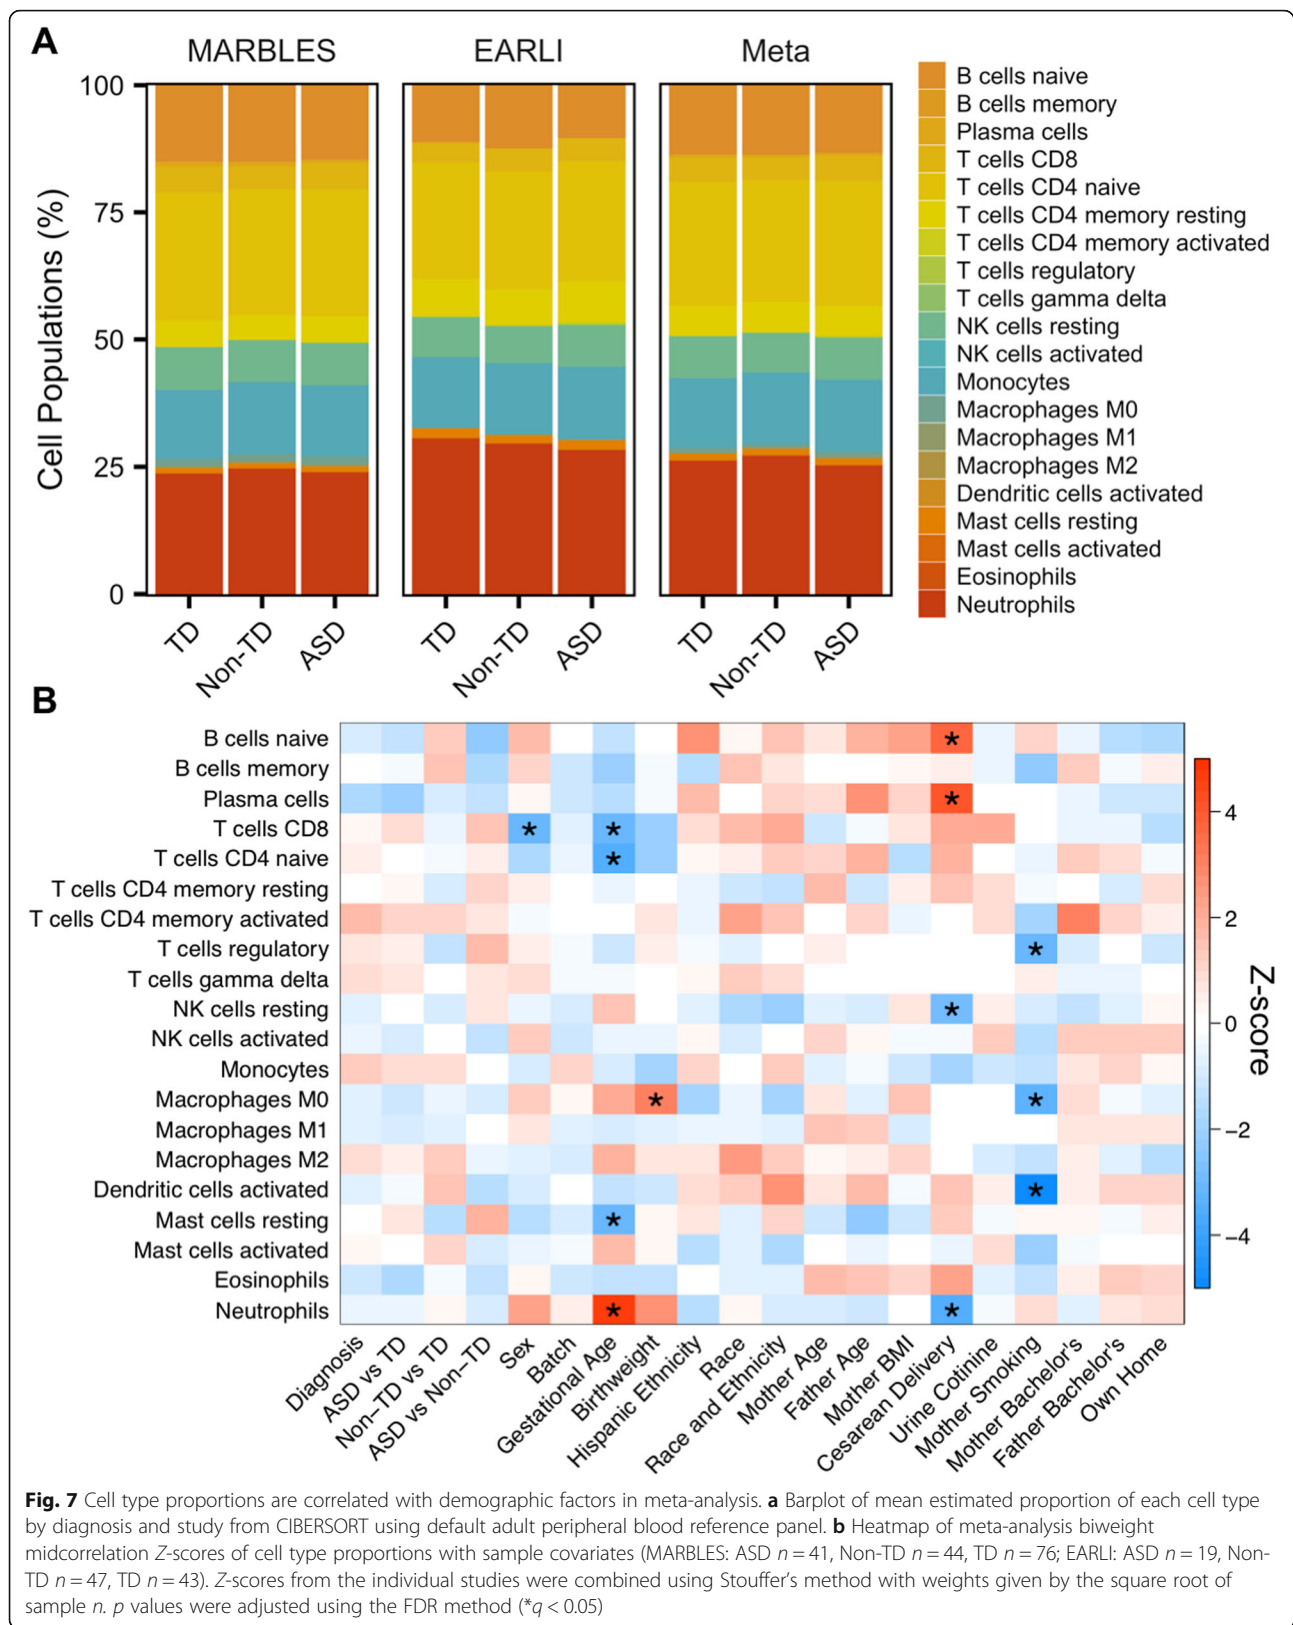 A
MARBLES
EARLI
Meta
Cell Populations (%)
100
75
50
25
0
TD
Non-TD
ASD
TD
Non-TD
ASD
TD
Non-TD
ASD
B cells naive
B cells memory
Plasma cells
T cells CD8
T cells CD4 naive
T cells CD4 memory resting
T cells CD4 memory activated
T cells regulatory
T cells gamma delta
NK cells resting
NK cells activated
Monocytes
Macrophages M0
Macrophages M1
Macrophages M2
Dendritic cells activated
Mast cells resting
Mast cells activated
Eosinophils
Neutrophils
B
B cells naive *
B cells memory
Plasma cells *
T cells CD8 * *
T cells CD4 naive *
T cells CD4 memory resting
T cells CD4 memory activated
T cells regulatory *
T cells gamma delta
NK cells resting *
NK cells activated
Monocytes
Macrophages M0 * *
Macrophages M1
Macrophages M2
Dendritic cells activated *
Mast cells resting *
Mast cells activated
Eosinophils
Neutrophils * *
Diagnosis
ASD vs TD
Non−TD vs TD
ASD vs Non−TD
Sex
Batch
Gestational Age
Birthweight
Hispanic Ethnicity
Race
Race and Ethnicity
Mother Age
Father Age
Mother BMI
Cesarean Delivery
Urine Cotinine
Mother Smoking
Mother Bachelor's
Father Bachelor's
Own Home
4
2
0
−2
−4
Z-score
Fig. 7 Cell type proportions are correlated with demographic factors in meta-analysis. a Barplot of mean estimated proportion of each cell type
by diagnosis and study from CIBERSORT using default adult peripheral blood reference panel. b Heatmap of meta-analysis biweight
midcorrelation Z-scores of cell type proportions with sample covariates (MARBLES: ASD n = 41, Non-TD n = 44, TD n = 76; EARLI: ASD n = 19, Non-
TD n = 47, TD n = 43). Z-scores from the individual studies were combined using Stouffer's method with weights given by the square root of
sample n. p values were adjusted using the FDR method (*q < 0.05)